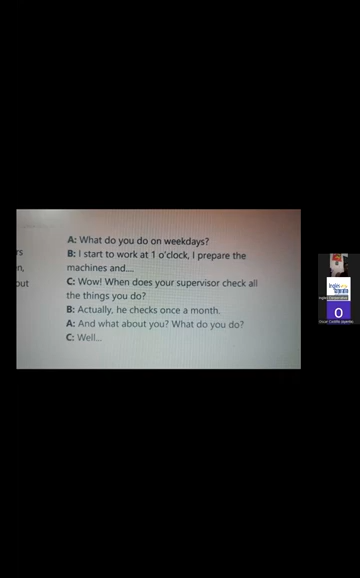 A: What do you do on weekdays?
B: I start to work at 1 o'clock, I prepare the
machines and....
C: Wow! When does your supervisor check all
the things you do?
B: Actually, he checks once a month.
A: And what about you? What do you do?
C: Well...
rs
en,
out
O